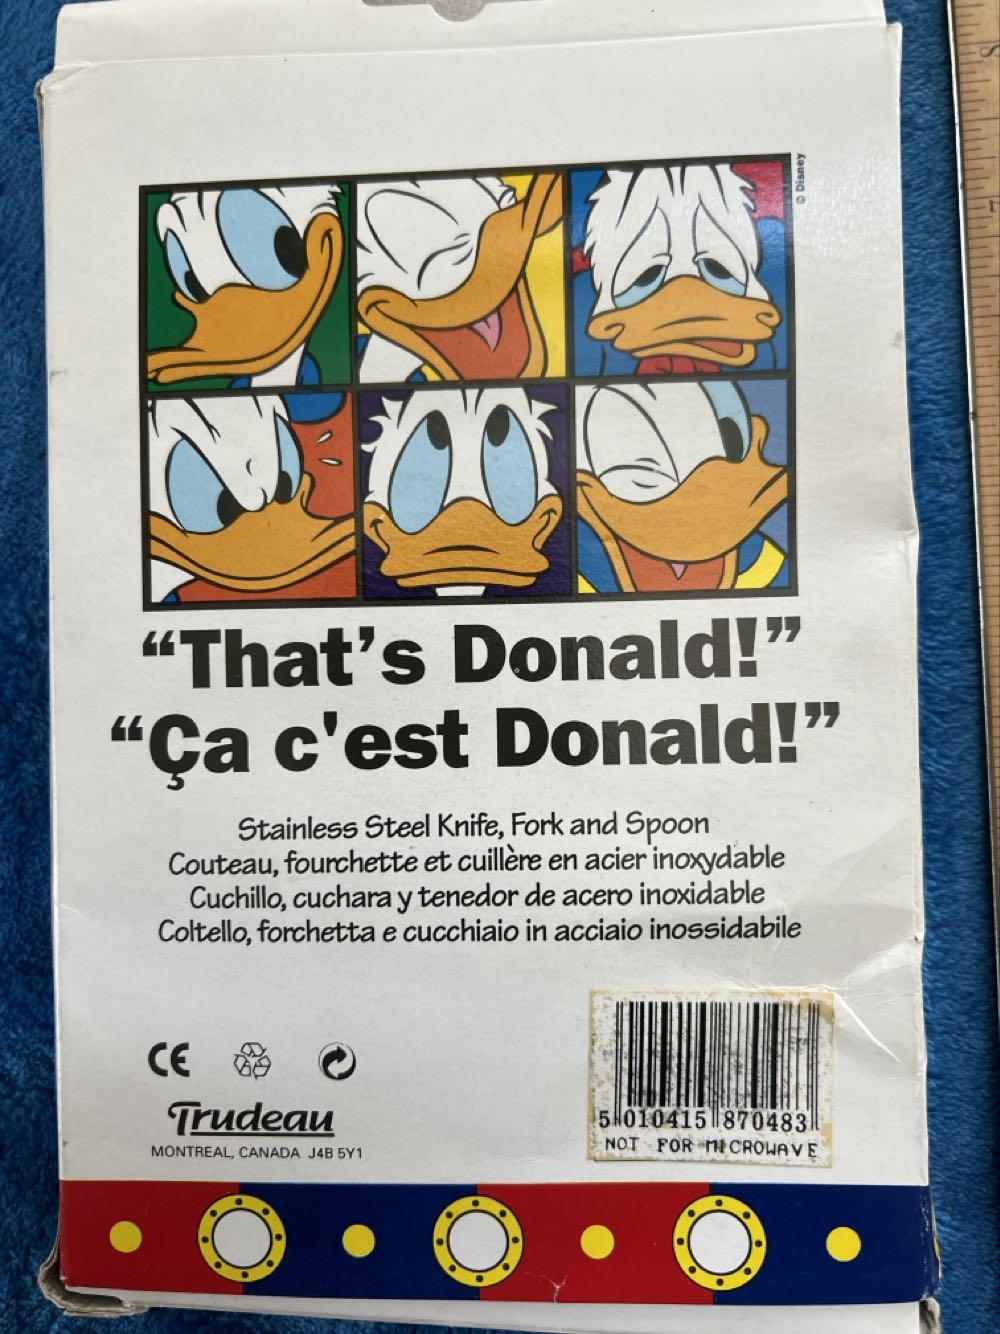 © Disney
“That’s Donald!”
“Ça c'est Donald!”
Stainless Steel Knife, Fork and Spoon
Couteau, fourchette et cuillère en acier inoxydable
Cuchillo, cuchara y tenedor de acero inoxidable
Coltello, forchetta e cucchiaio in acciaio inossidabile
CE
Trudeau
MONTREAL, CANADA J4B 5Y1
5 010415 870483
NOT FOR MICROWAVE